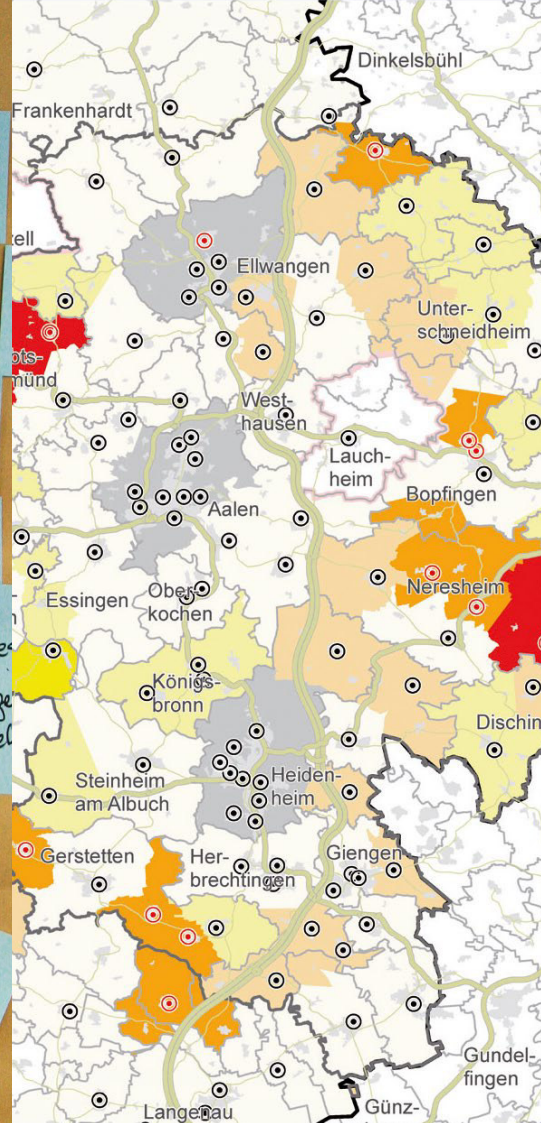 Dinkelsbühl
Frankenhardt
Ellwangen
Unter-
schneidheim
West-
hausen
Lauch-
heim
Bopfingen
Aalen
Neresheim
Essingen
Ober-
kochen
Königs-
bronn
Steinheim
am Albuch
Heiden-
heim
Gerstetten
Her-
brechtingen
Giengen
Langenau
Gundel-
fingen
Günz-